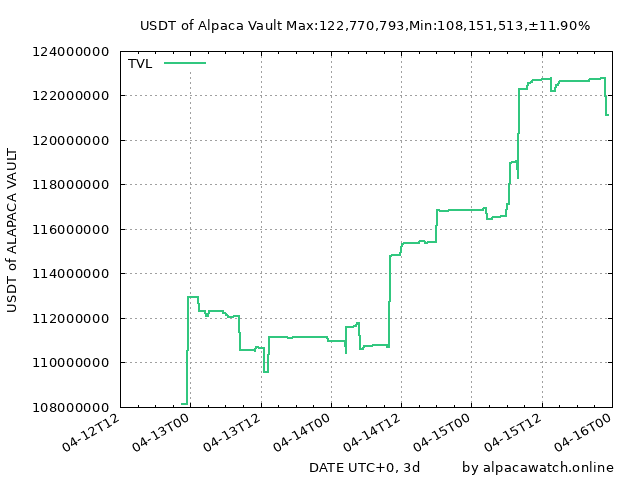 USDT of Alpaca Vault Max:122,770,793,Min:108,151,513,±11.90%
124000000
TVL
122000000
120000000
118000000
116000000
114000000
112000000
110000000
108000000
USDT of ALAPACA VAULT
04-12T12
04-13T00
04-13T12
04-14T00
04-14T12
04-15T00
04-15T12
04-16T00
DATE UTC+0, 3d
by alpacawatch.online